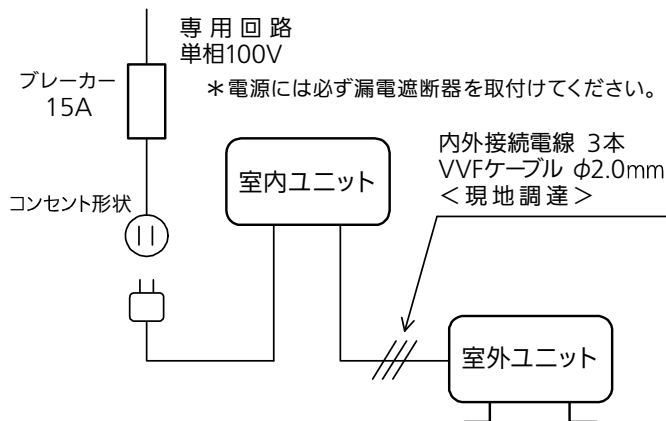 専用回路
単相100V
ブレーカー
15A
＊電源には必ず漏電遮断器を取付けてください。
内外接続電線 3本
VVFケーブル φ2.0mm
＜現地調達＞
室内ユニット
コンセント形状
室外ユニット